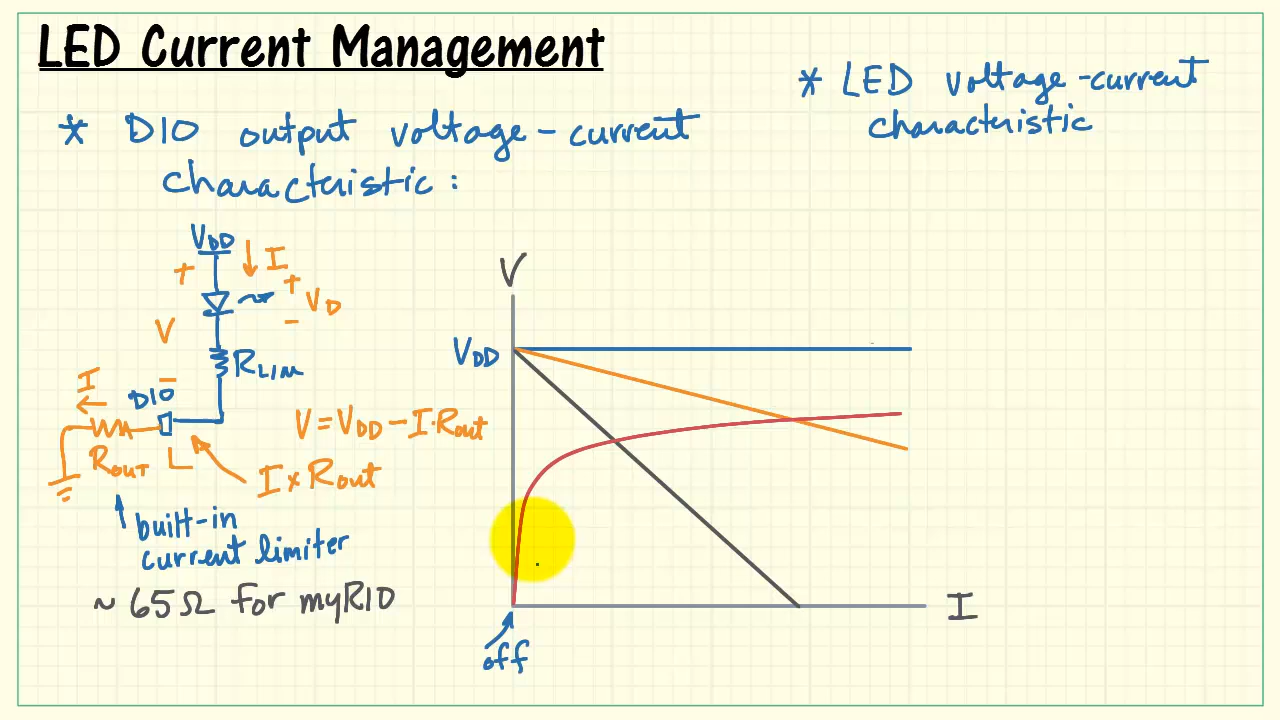 LED Current Management
* DIO output voltage-current
characteristic:
* LED voltage-current
characteristic
VDD
+
I
+
VD
-
V
-
RLIM
I
DIO
ROUT
L
V = VDD - I·Rout
I × Rout
built-in
current limiter
~ 65Ω for myRIO
V
VDD
I
off